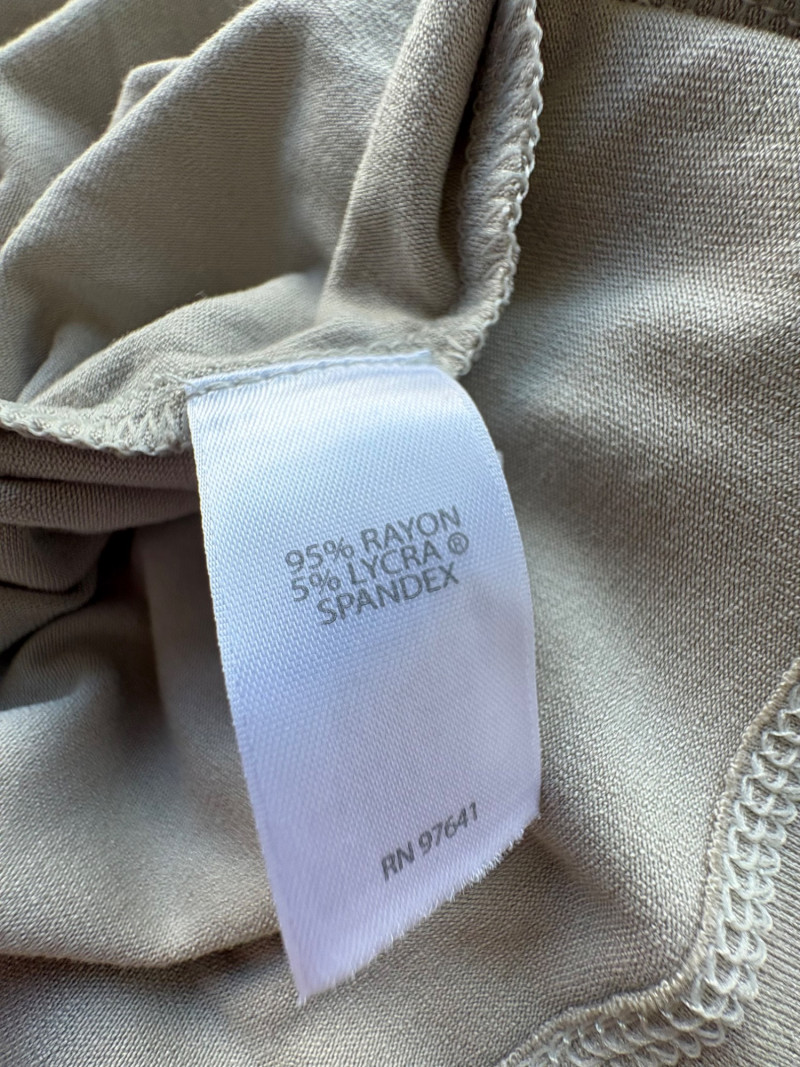 95% RAYON
5% LYCRA ®
SPANDEX
RN 97641